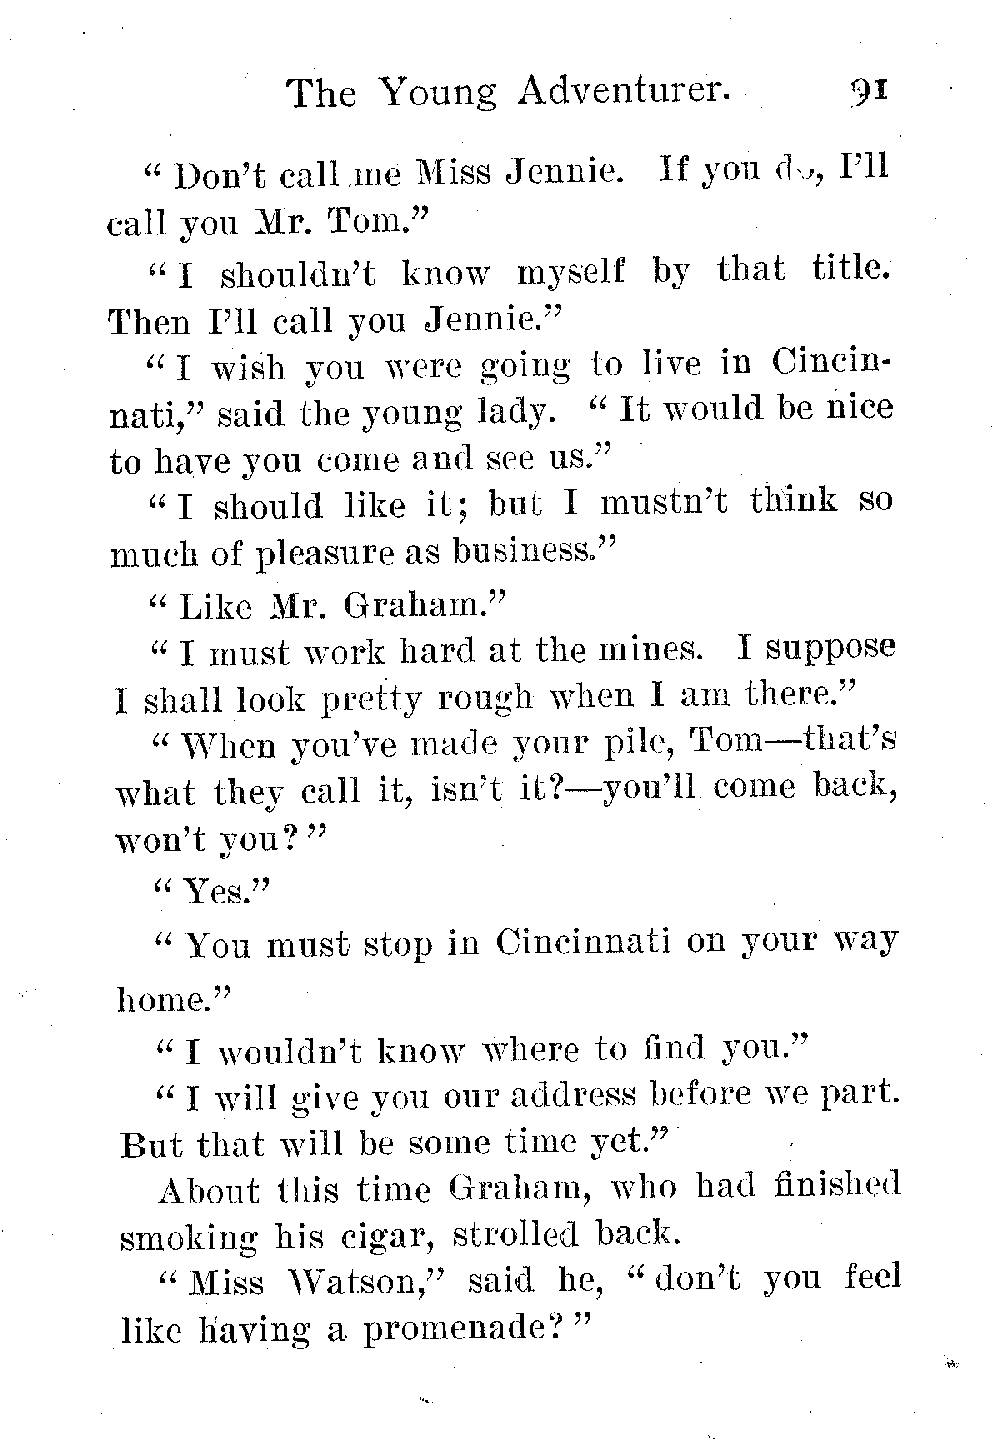 The Young Adventurer. 91
“ Don’t call me Miss Jennie. If you do, I’ll
call you Mr. Tom.”
“ I shouldn’t know myself by that title.
Then I’ll call you Jennie.”
“ I wish you were going to live in Cincin-
nati,” said the young lady. “ It would be nice
to have you come and see us.”
“ I should like it; but I mustn’t think so
much of pleasure as business.”
“ Like Mr. Graham.”
“ I must work hard at the mines. I suppose
I shall look pretty rough when I am there.”
“ When you’ve made your pile, Tom—that’s
what they call it, isn’t it?—you’ll come back,
won’t you? ”
“ Yes.”
“ You must stop in Cincinnati on your way
home.”
“ I wouldn’t know where to find you.”
“ I will give you our address before we part.
But that will be some time yet.”
About this time Graham, who had finished
smoking his cigar, strolled back.
“ Miss Watson,” said he, “ don’t you feel
like having a promenade? ”